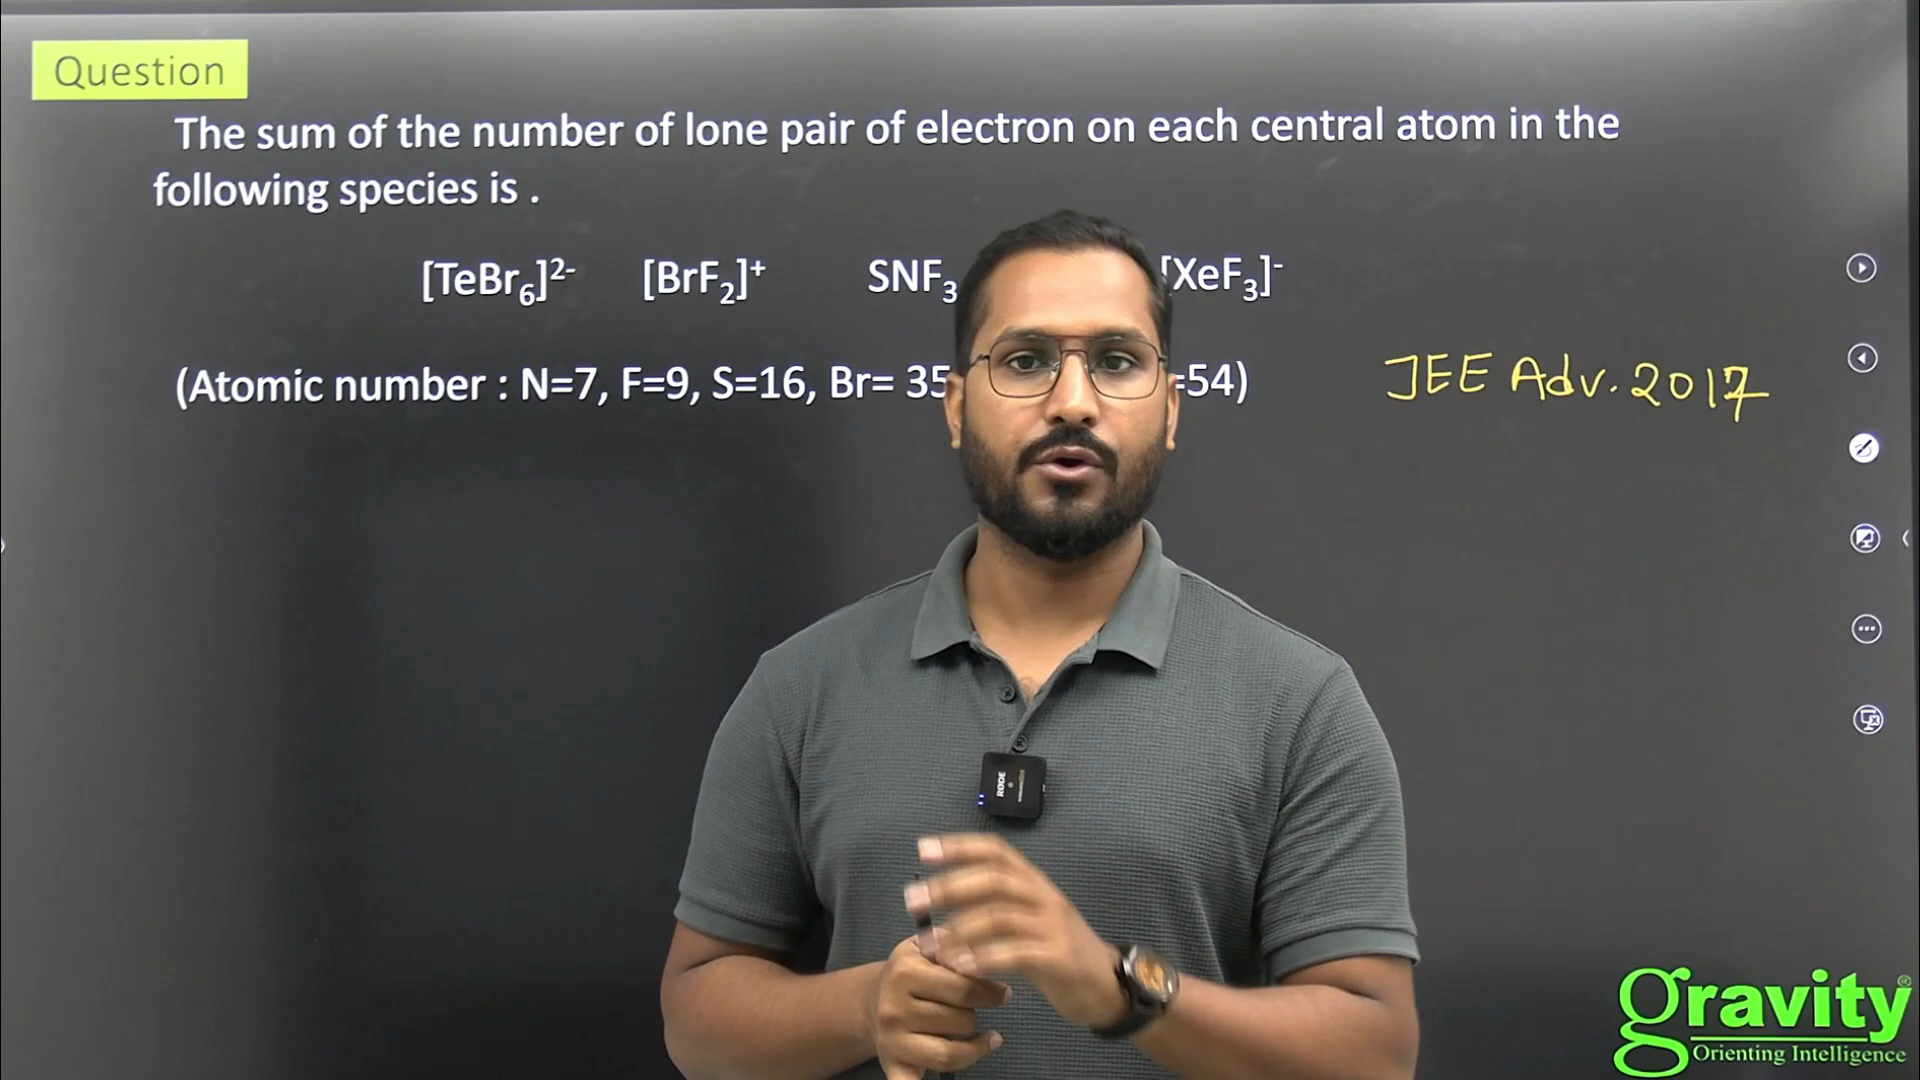 Question
The sum of the number of lone pair of electron on each central atom in the
following species is .
[TeBr6]2- [BrF2]+ SNF3 [XeF3]-
(Atomic number : N=7, F=9, S=16, Br= 35 =54)
JEE Adv. 2017
RØDE
gravity
Orienting Intelligence